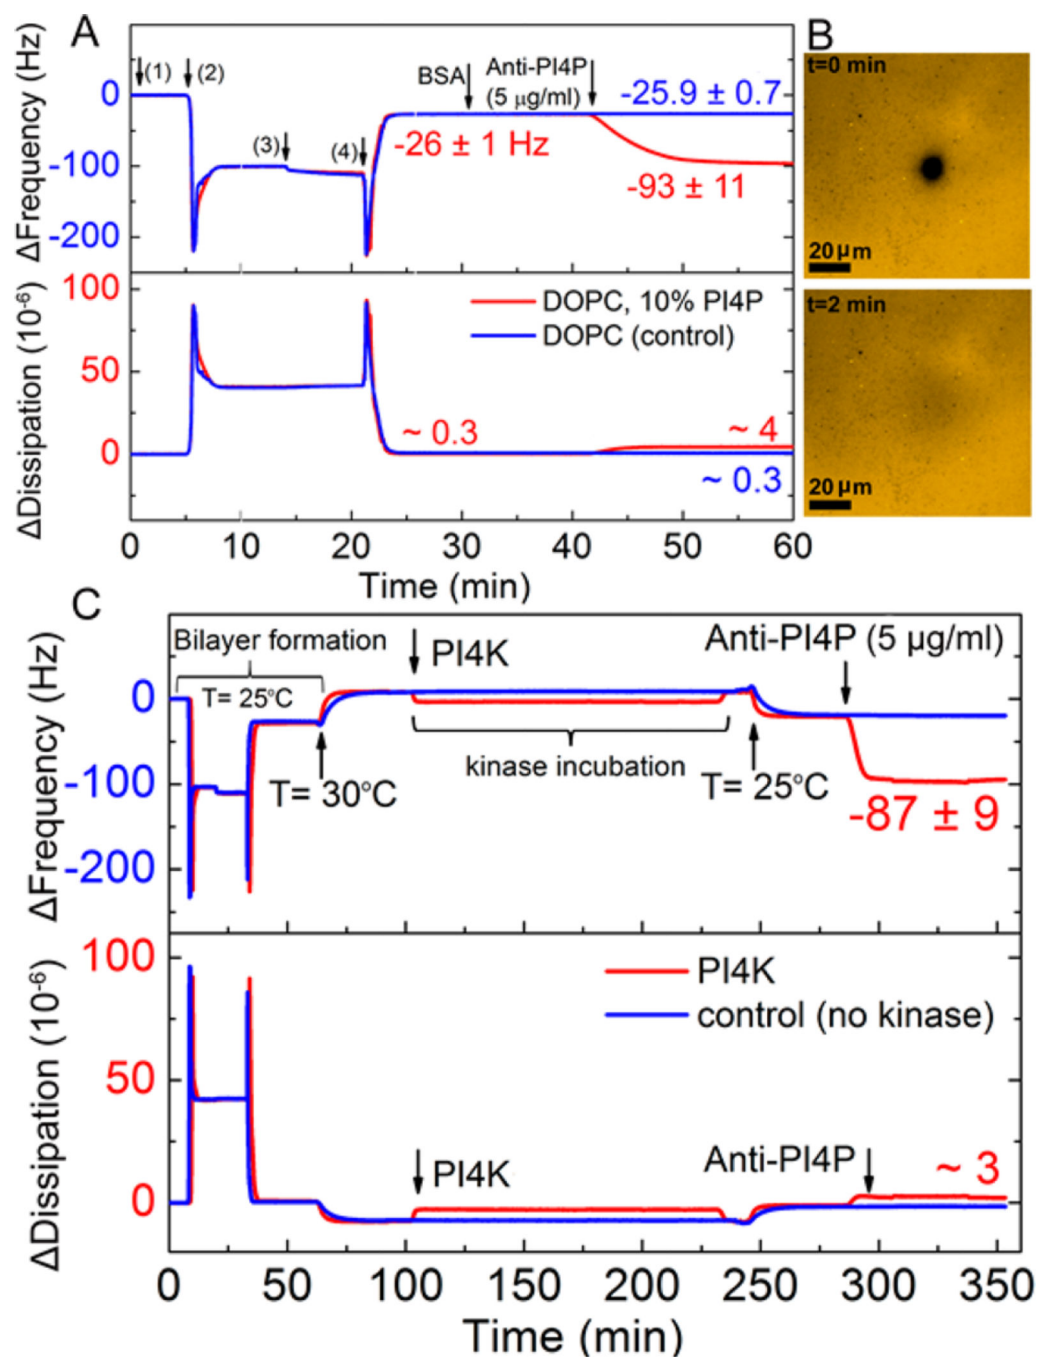 A
ΔFrequency (Hz)
0
-100
-200
(1)
(2)
(3)
(4)
BSA
Anti-PI4P
(5 μg/ml)
-25.9 ± 0.7
-26 ± 1 Hz
-93 ± 11
ΔDissipation (10⁻⁶)
100
50
0
DOPC, 10% PI4P
DOPC (control)
~ 0.3
~ 4
~ 0.3
0 10 20 30 40 50 60
Time (min)
B
t=0 min
20 μm
t=2 min
20 μm
C
ΔFrequency (Hz)
0
-100
-200
Bilayer formation
T= 25°C
T= 30°C
PI4K
kinase incubation
T= 25°C
Anti-PI4P (5 μg/ml)
-87 ± 9
ΔDissipation (10⁻⁶)
100
50
0
PI4K
control (no kinase)
PI4K
Anti-PI4P
~ 3
0 50 100 150 200 250 300 350
Time (min)